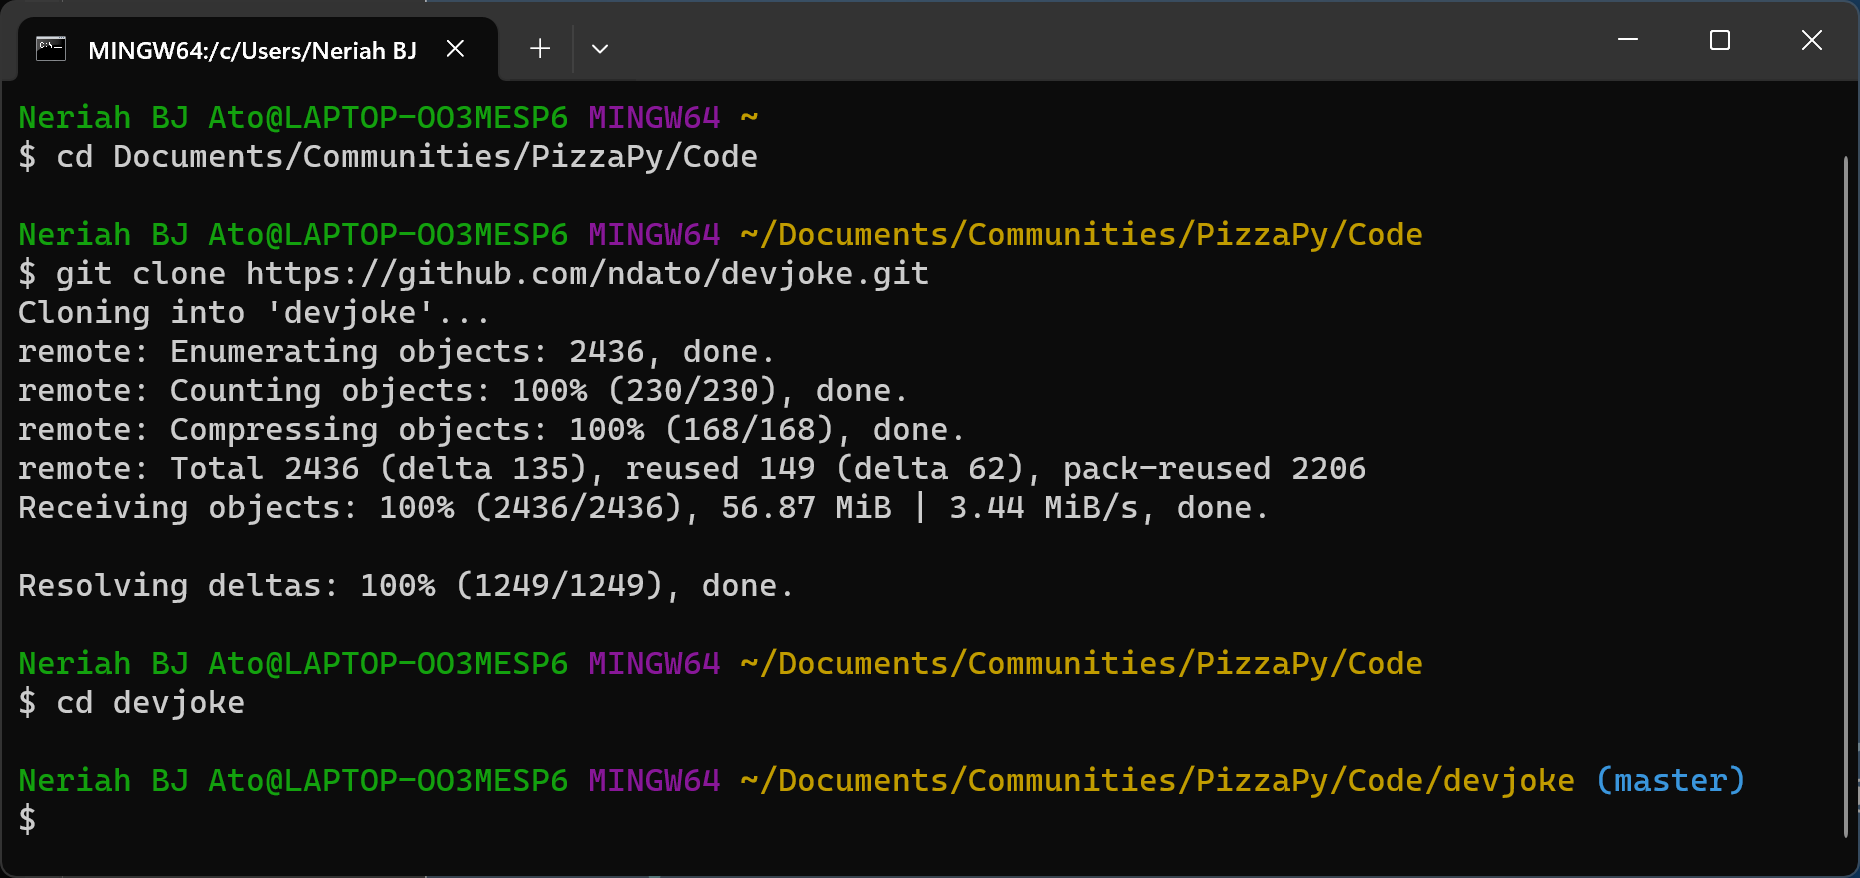 MINGW64:/c/Users/Neriah BJ
Neriah BJ Ato@LAPTOP-OO3MESP6 MINGW64 ~
$ cd Documents/Communities/PizzaPy/Code
Neriah BJ Ato@LAPTOP-OO3MESP6 MINGW64 ~/Documents/Communities/PizzaPy/Code
$ git clone https://github.com/ndato/devjoke.git
Cloning into 'devjoke'...
remote: Enumerating objects: 2436, done.
remote: Counting objects: 100% (230/230), done.
remote: Compressing objects: 100% (168/168), done.
remote: Total 2436 (delta 135), reused 149 (delta 62), pack-reused 2206
Receiving objects: 100% (2436/2436), 56.87 MiB | 3.44 MiB/s, done.
Resolving deltas: 100% (1249/1249), done.
Neriah BJ Ato@LAPTOP-OO3MESP6 MINGW64 ~/Documents/Communities/PizzaPy/Code
$ cd devjoke
Neriah BJ Ato@LAPTOP-OO3MESP6 MINGW64 ~/Documents/Communities/PizzaPy/Code/devjoke (master)
$